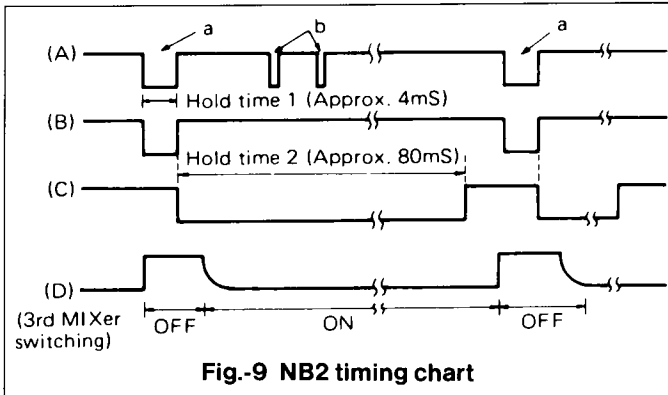 a b a
(A)
Hold time 1 (Approx. 4mS)
(B)
Hold time 2 (Approx. 80mS)
(C)
(D)
(3rd MIXer
switching)
OFF ON OFF
Fig.-9 NB2 timing chart